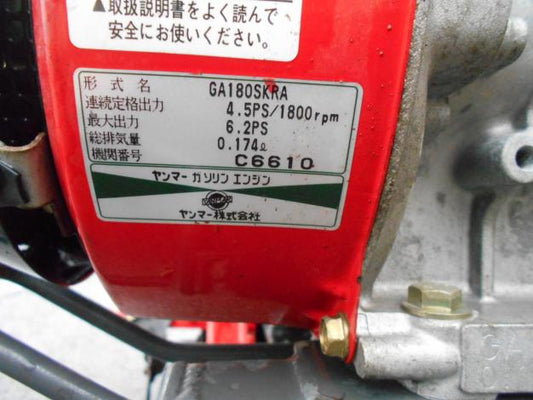 ▲取扱説明書をよく読んで
安全にお使いください。
形式名 GA180SKRA
連続定格出力 4.5PS/1800rpm
最大出力 6.2PS
総排気量 0.174ℓ
機関番号 C6610
ヤンマー ガソリン エンジン
ヤンマー株式会社
GA